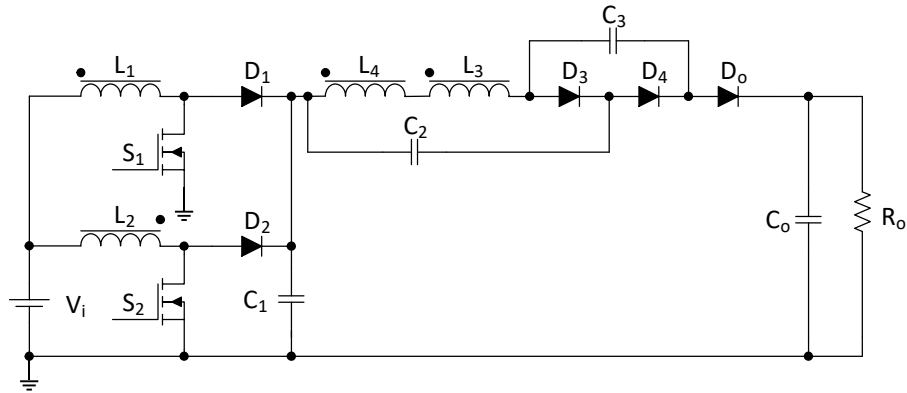 C₃
L₁
D₁
L₄
L₃
D₃
D₄
Dₒ
C₂
S₁
L₂
D₂
Cₒ
Rₒ
Vᵢ
S₂
C₁